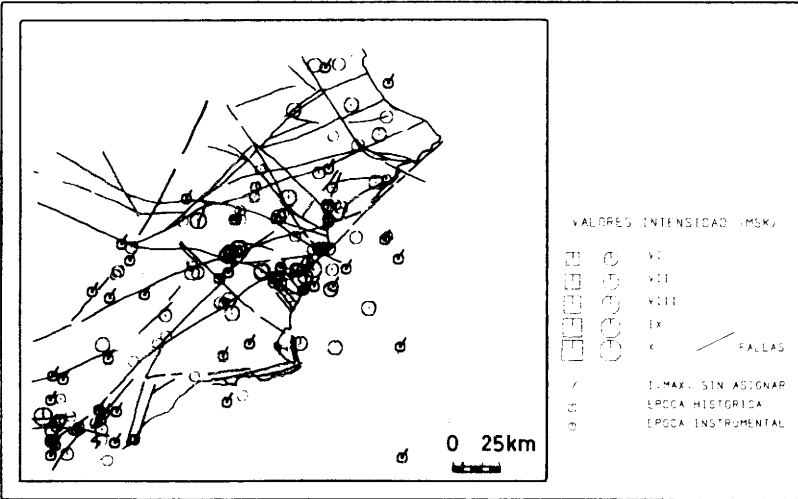 VALORES INTENSIDAD (MSK)
VI
VII
VIII
IX
X
FALLAS
I.MAX. SIN ASIGNAR
EPOCA HISTORICA
EPOCA INSTRUMENTAL
0 25km